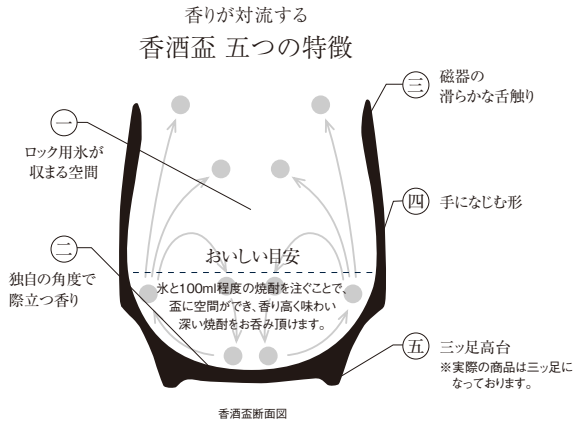 香りが対流する
香酒盃 五つの特徴
一
ロック用氷が
収まる空間
二
独自の角度で
際立つ香り
三
磁器の
滑らかな舌触り
四
手になじむ形
五
三ッ足高台
※実際の商品は三ッ足に
なっております。
おいしい目安
氷と100ml程度の焼酎を注ぐことで、
盃に空間ができ、香り高く味わい
深い焼酎をお呑み頂けます。
香酒盃断面図